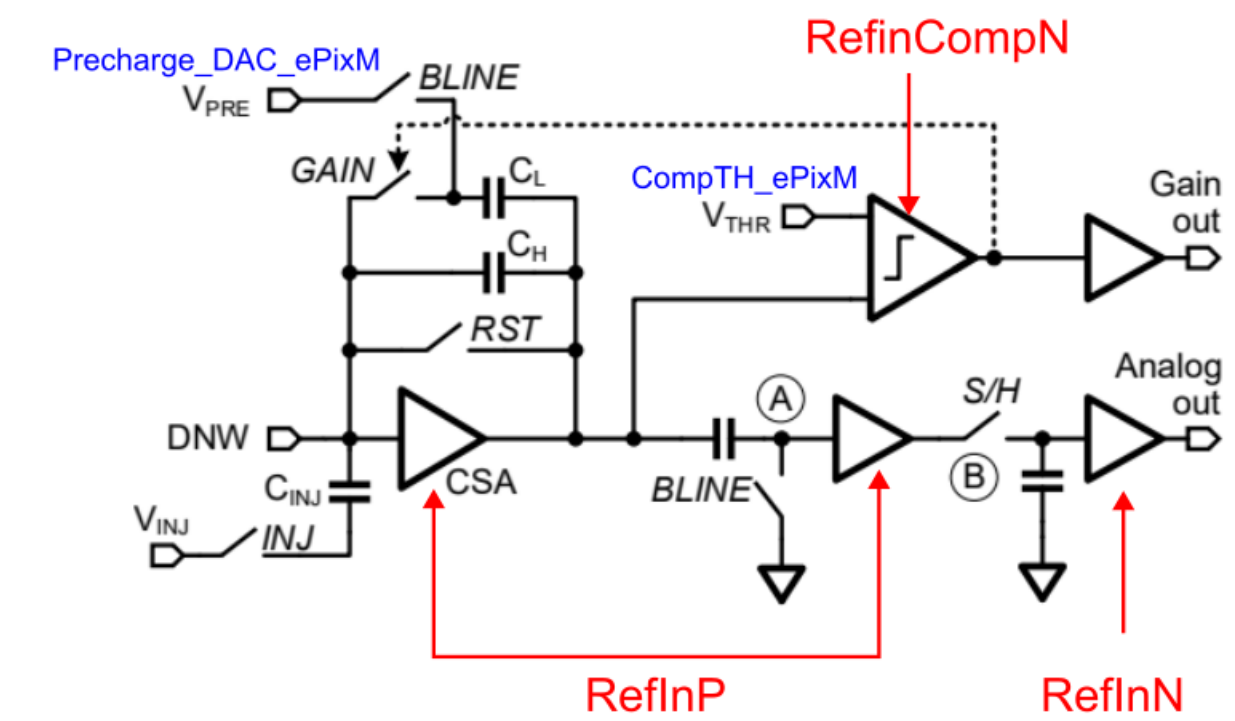 RefinCompN
Precharge_DAC_ePixM
BLINE
VPRE
GAIN
CL
CompTH_ePixM
VTHR
Gain
out
CH
RST
DNW
CSA
A
S/H
Analog
out
CINJ
BLINE
B
VINJ
INJ
RefInP
RefInN